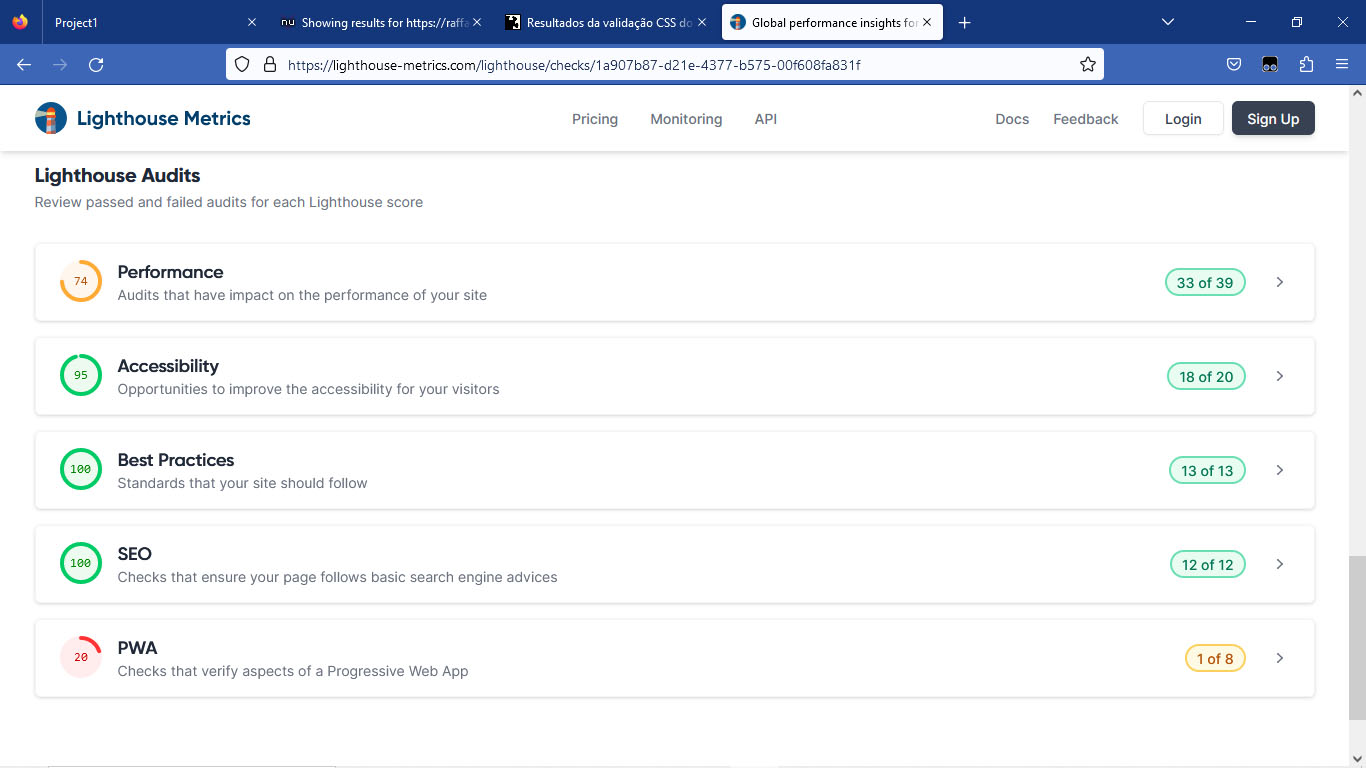 Project1
nu Showing results for https://raffa
Resultados da validação CSS do
Global performance insights for
https://lighthouse-metrics.com/lighthouse/checks/1a907b87-d21e-4377-b575-00f608fa831f
Lighthouse Metrics
Pricing
Monitoring
API
Docs
Feedback
Login
Sign Up
Lighthouse Audits
Review passed and failed audits for each Lighthouse score
74
Performance
Audits that have impact on the performance of your site
33 of 39
95
Accessibility
Opportunities to improve the accessibility for your visitors
18 of 20
100
Best Practices
Standards that your site should follow
13 of 13
100
SEO
Checks that ensure your page follows basic search engine advices
12 of 12
20
PWA
Checks that verify aspects of a Progressive Web App
1 of 8